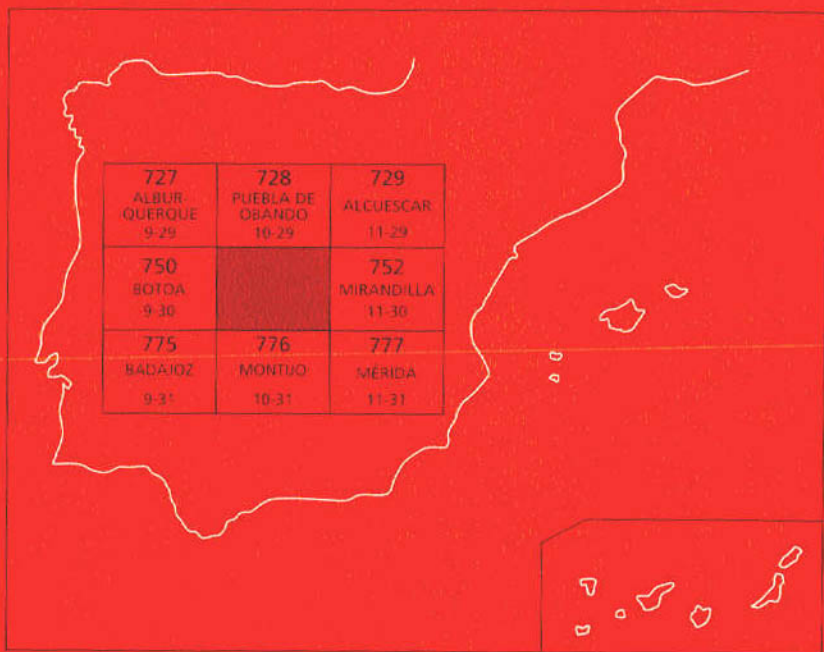 727
ALBUR-
QUERQUE
9-29
728
PUEBLA DE
OBANDO
10-29
729
ALCUESCAR
11-29
750
BOTOA
9-30
752
MIRANDILLA
11-30
775
BADAJOZ
9-31
776
MONTIJO
10-31
777
MÉRIDA
11-31